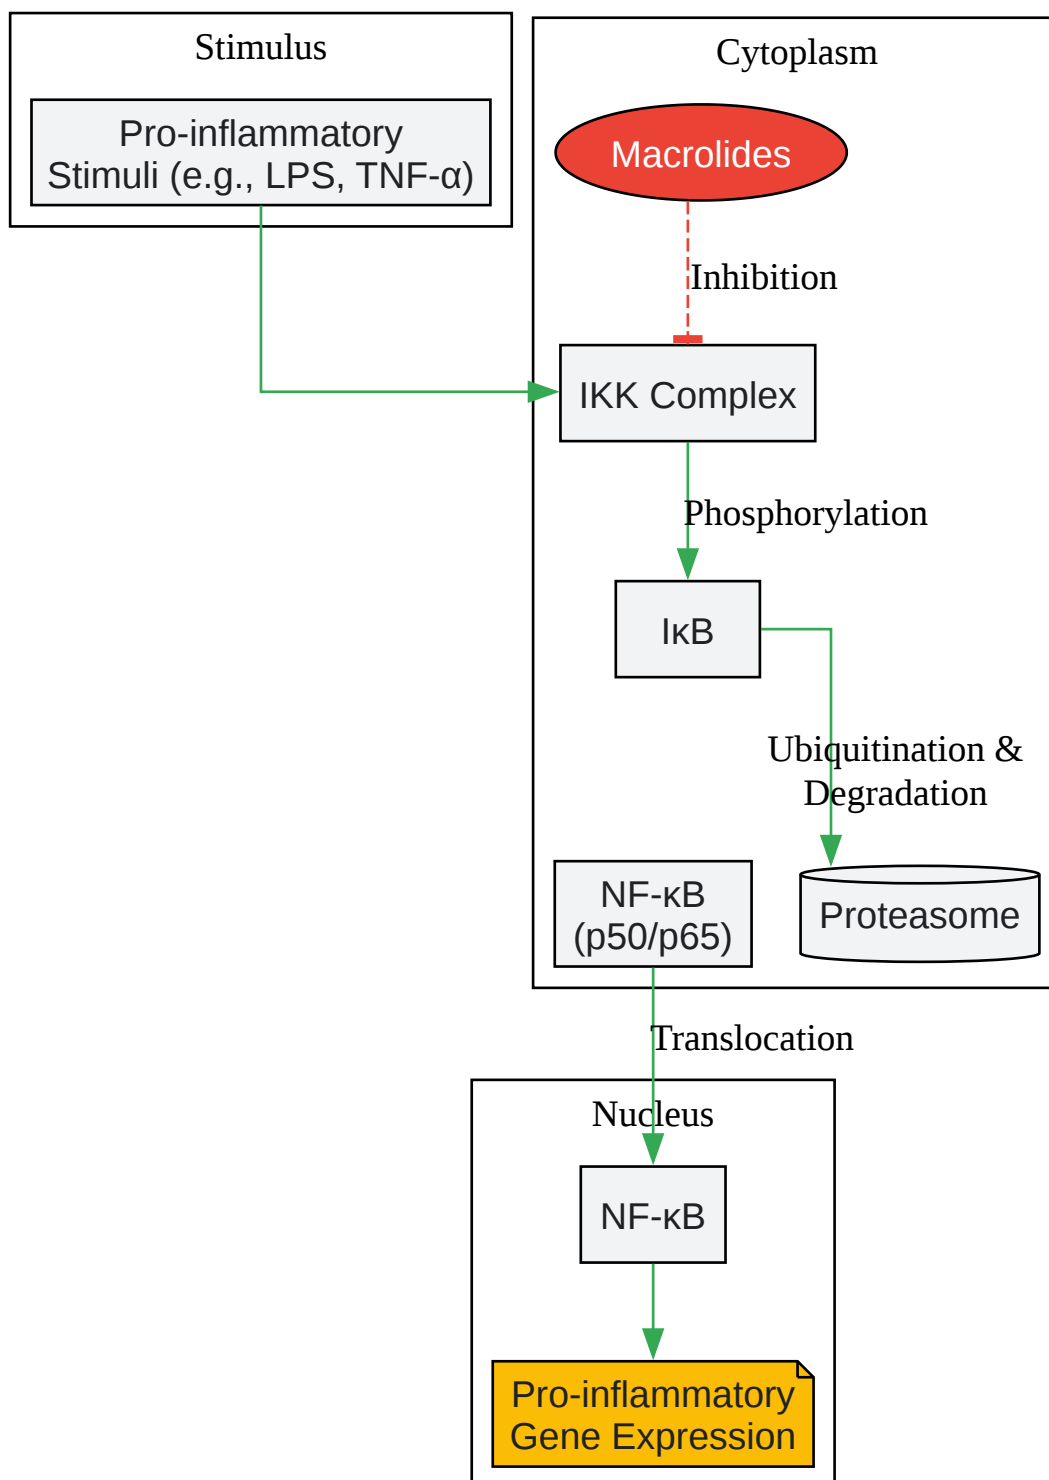 Stimulus
Pro-inflammatory
Stimuli (e.g., LPS, TNF-α)
Cytoplasm
Macrolides
Inhibition
IKK Complex
Phosphorylation
IκB
Ubiquitination &
Degradation
NF-κB
(p50/p65)
Proteasome
Translocation
Nucleus
NF-κB
Pro-inflammatory
Gene Expression